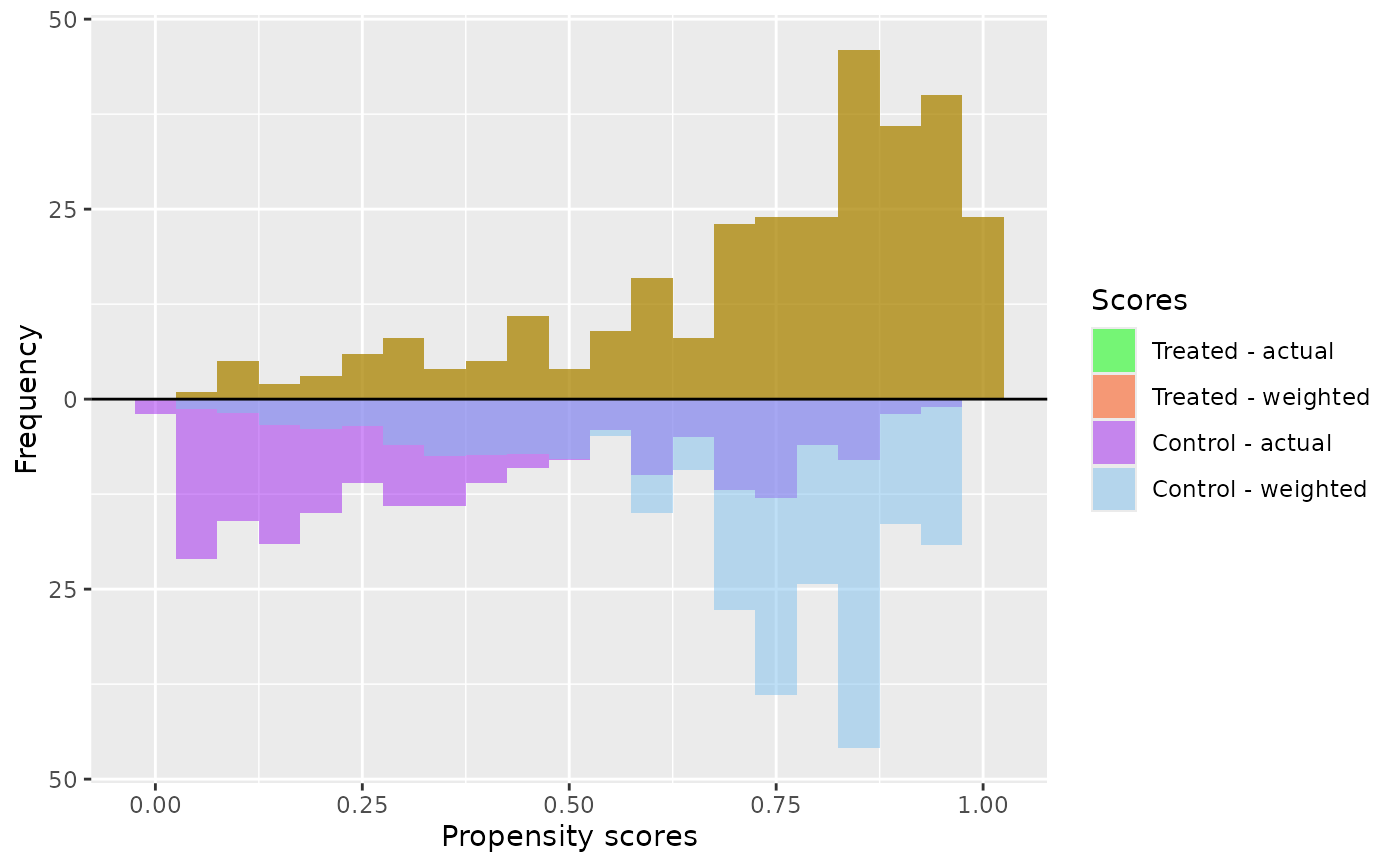 50
25
0
25
50
Frequency
0.00 0.25 0.50 0.75 1.00
Propensity scores
Scores
Treated - actual
Treated - weighted
Control - actual
Control - weighted